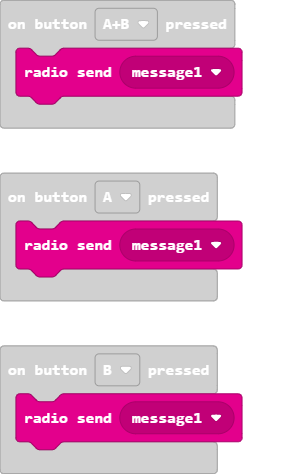 on button A+B pressed
radio send message1
on button A pressed
radio send message1
on button B pressed
radio send message1